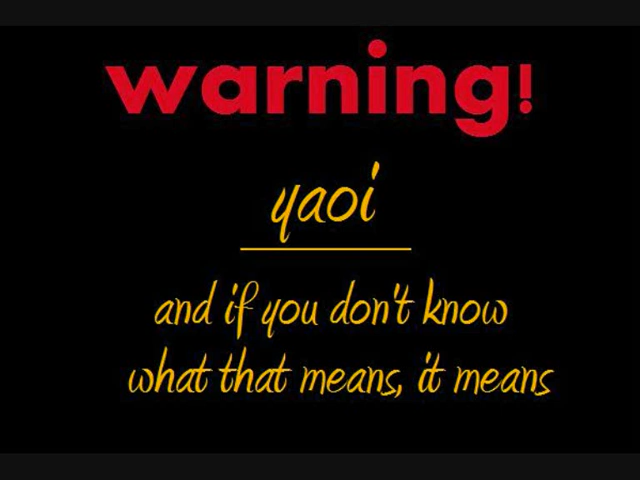 warning!
yaoi
and if you don't know
what that means, it means